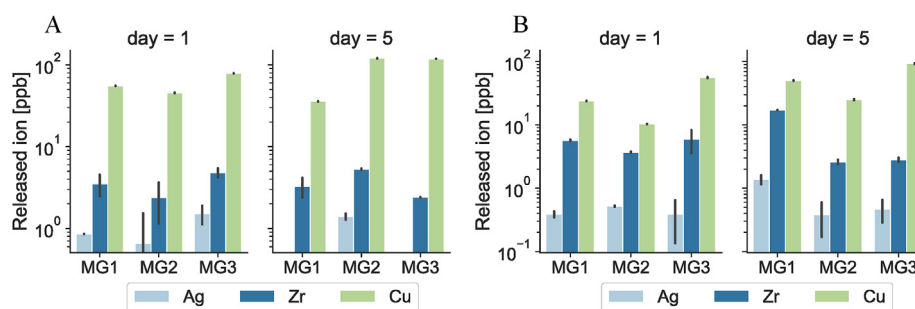 A
day = 1
day = 5
Released ion [ppb]
10²
10¹
10⁰
MG1 MG2 MG3
MG1 MG2 MG3
Ag Zr Cu
B
day = 1
day = 5
Released ion [ppb]
10²
10¹
10⁰
10⁻¹
MG1 MG2 MG3
MG1 MG2 MG3
Ag Zr Cu